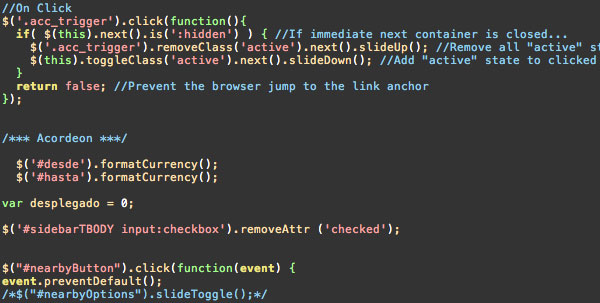 //On Click
$('.acc_trigger').click(function(){
  if( $(this).next().is(':hidden') ) { //If immediate next container is closed...
    $('.acc_trigger').removeClass('active').next().slideUp(); //Remove all "active" st
    $(this).toggleClass('active').next().slideDown(); //Add "active" state to clicked
  }
  return false; //Prevent the browser jump to the link anchor
});
/*** Acordeon ***/
  $('#desde').formatCurrency();
  $('#hasta').formatCurrency();
var desplegado = 0;
$('#sidebarTBODY input:checkbox').removeAttr ('checked');
$("#nearbyButton").click(function(event) {
event.preventDefault();
/*$("#nearbyOptions").slideToggle();*/